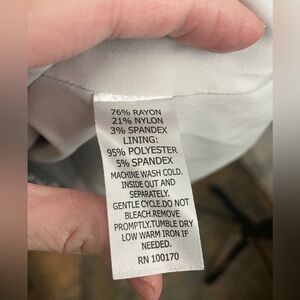 76% RAYON
21% NYLON
3% SPANDEX
LINING:
95% POLYESTER
5% SPANDEX
MACHINE WASH COLD.
INSIDE OUT AND
SEPARATELY.
GENTLE CYCLE.DO NOT
BLEACH.REMOVE
PROMPTLY.TUMBLE DRY
LOW WARM IRON IF
NEEDED.
RN 100170